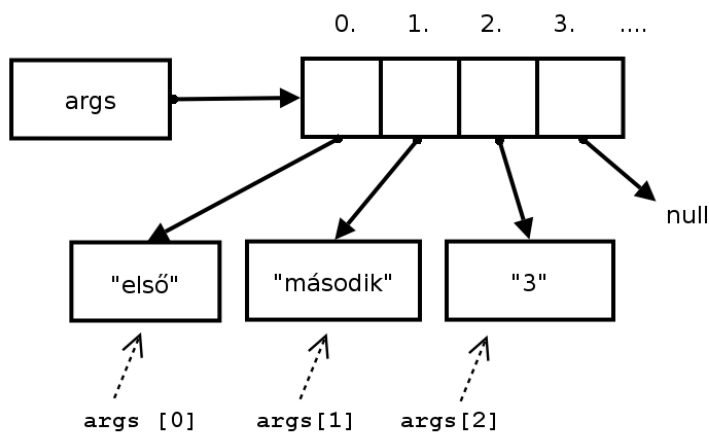 0. 1. 2. 3. ....
args
null
"első" "második" "3"
args [0] args[1] args[2]